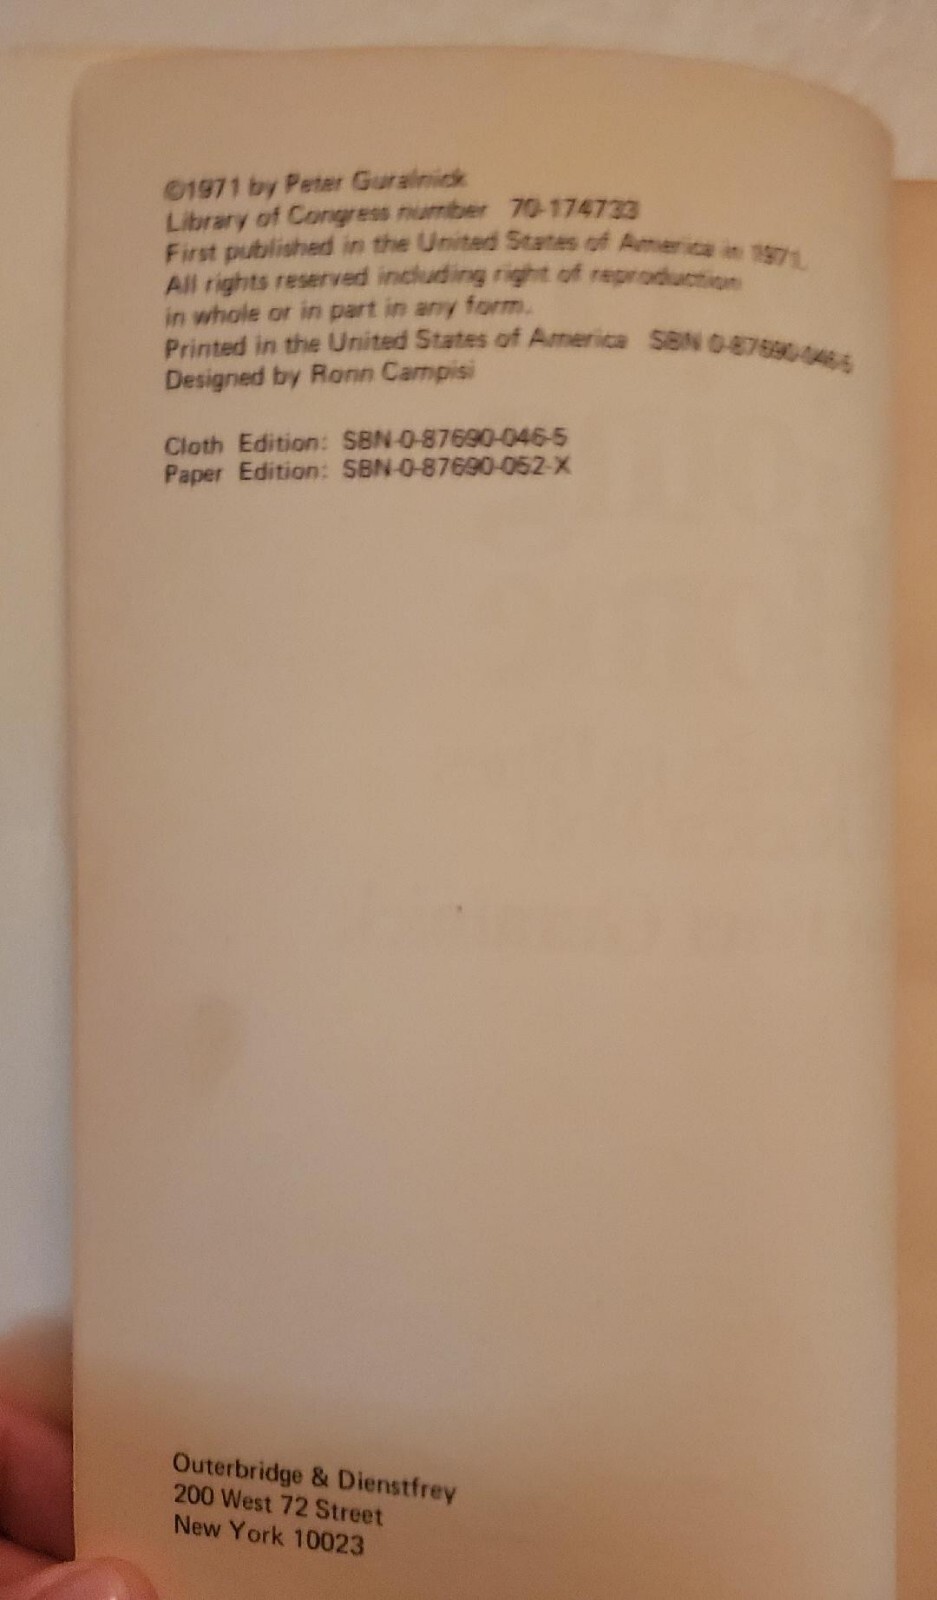 ©1971 by Peter Guralnick
Library of Congress number 70-174733
First published in the United States of America in 1971.
All rights reserved including right of reproduction
in whole or in part in any form.
Printed in the United States of America SBN 0-87690-046-5
Designed by Ronn Campisi
Cloth Edition: SBN-0-87690-046-5
Paper Edition: SBN-0-87690-052-X
Outerbridge & Dienstfrey
200 West 72 Street
New York 10023